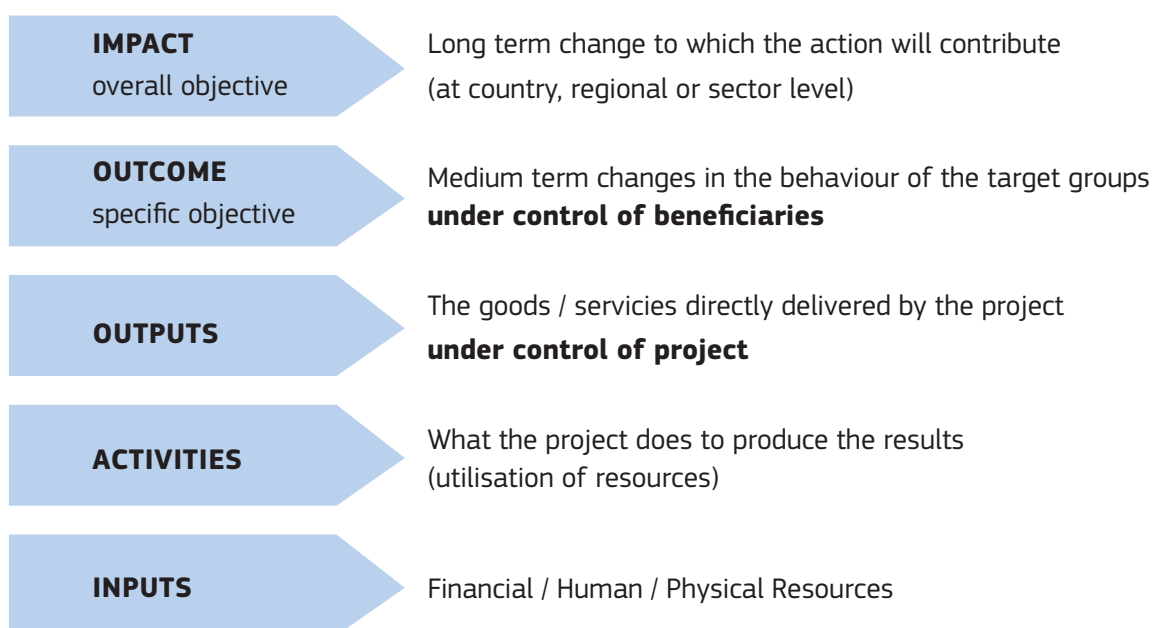 IMPACT
overall objective
Long term change to which the action will contribute
(at country, regional or sector level)
OUTCOME
specific objective
Medium term changes in the behaviour of the target groups
under control of beneficiaries
OUTPUTS
The goods / servicies directly delivered by the project
under control of project
ACTIVITIES
What the project does to produce the results
(utilisation of resources)
INPUTS
Financial / Human / Physical Resources